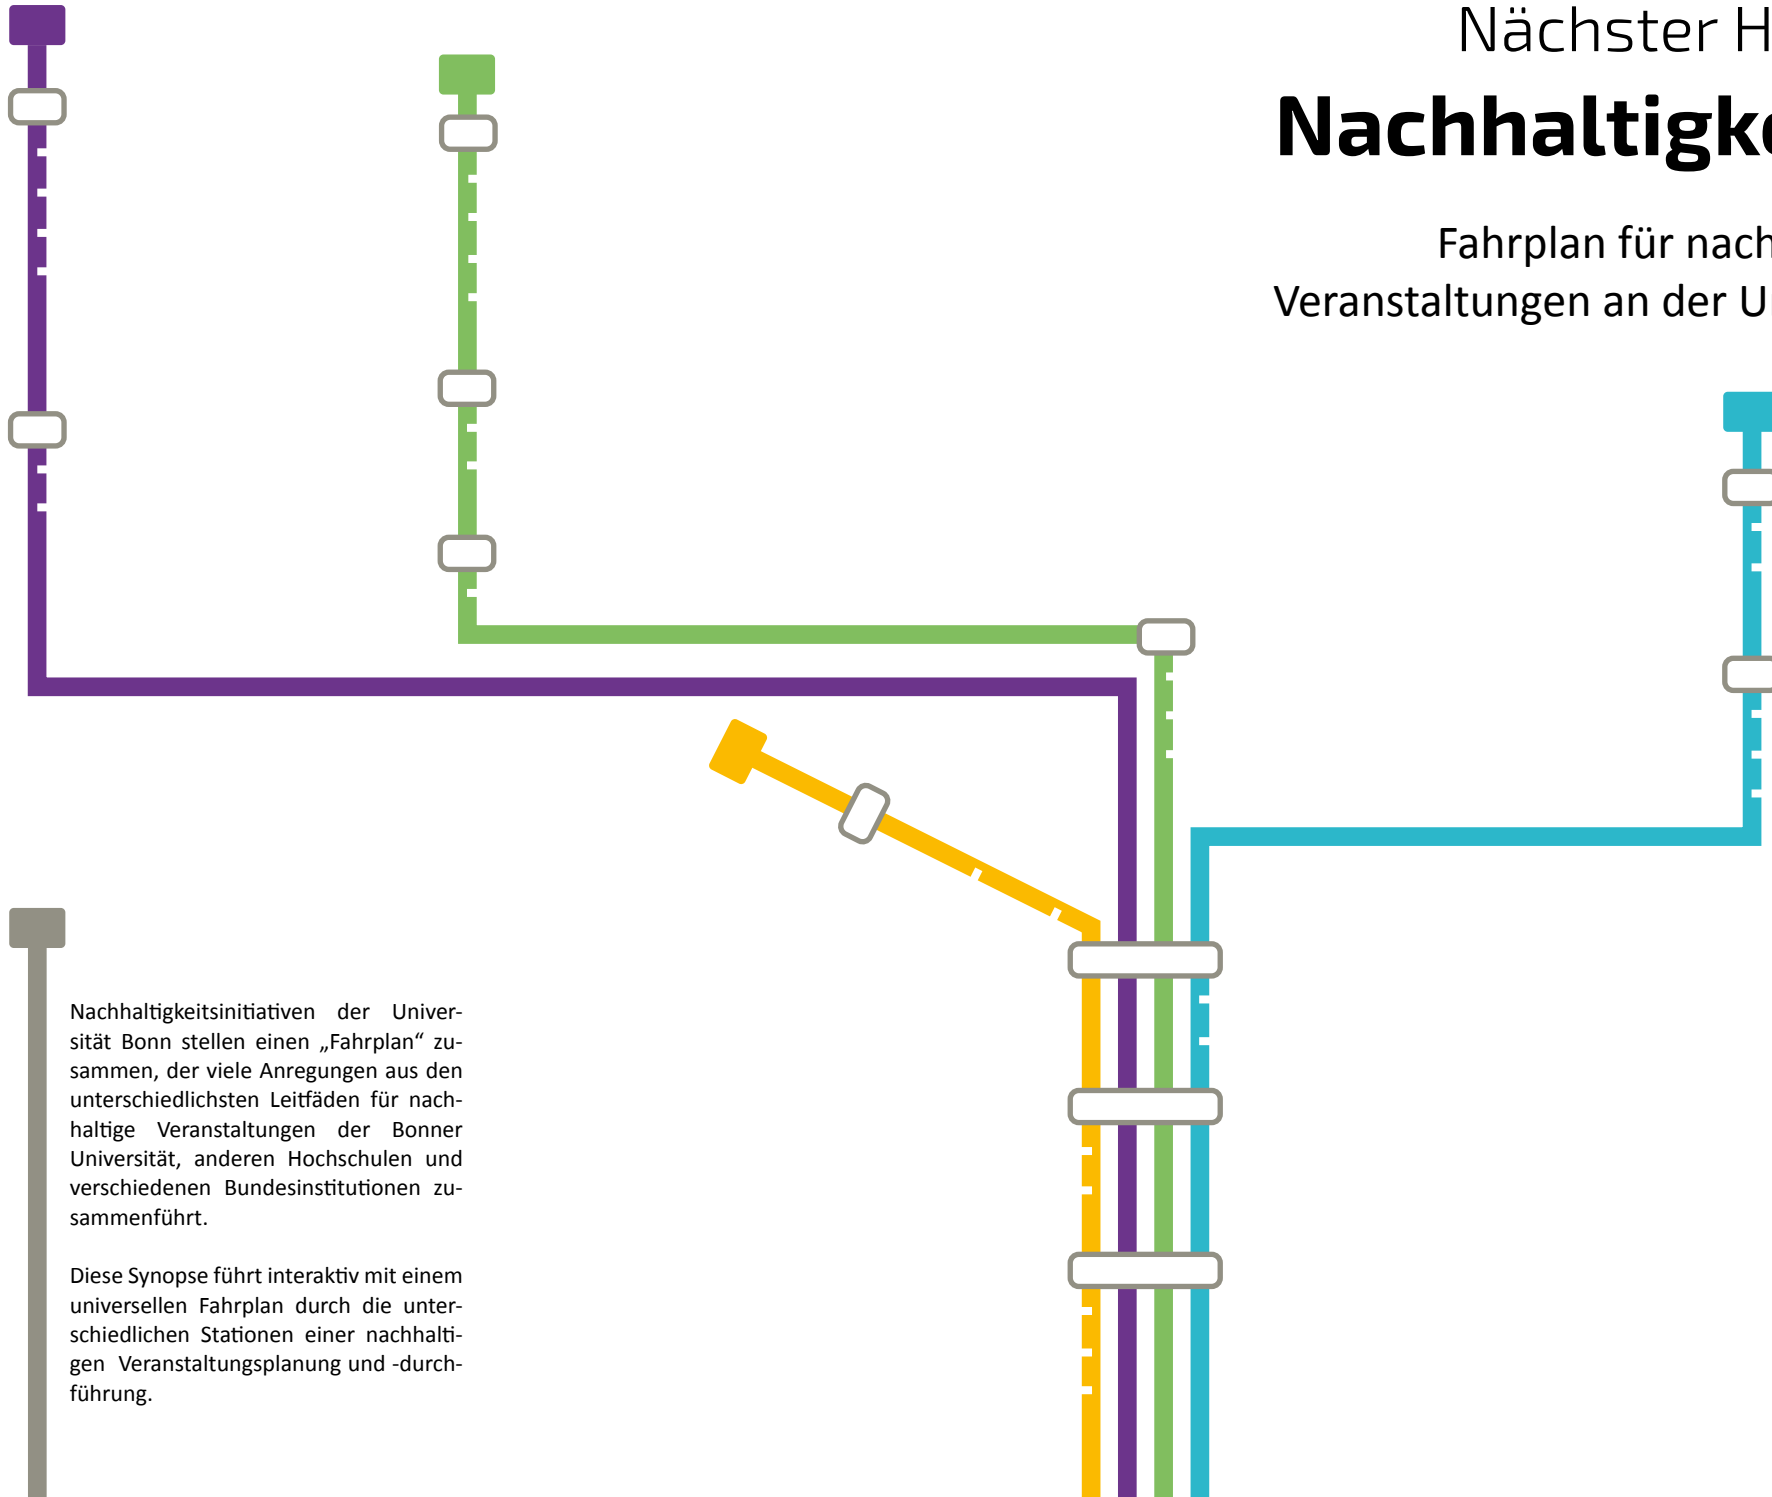 Nächster H
Nachhaltigke
Fahrplan für nach
Veranstaltungen an der U
Nachhaltigkeitsinitiativen der Univer-
sität Bonn stellen einen „Fahrplan“ zu-
sammen, der viele Anregungen aus den
unterschiedlichsten Leitfäden für nach-
haltige Veranstaltungen der Bonner
Universität, anderen Hochschulen und
verschiedenen Bundesinstitutionen zu-
sammenführt.
Diese Synopse führt interaktiv mit einem
universellen Fahrplan durch die unter-
schiedlichen Stationen einer nachhalti-
gen Veranstaltungsplanung und -durch-
führung.